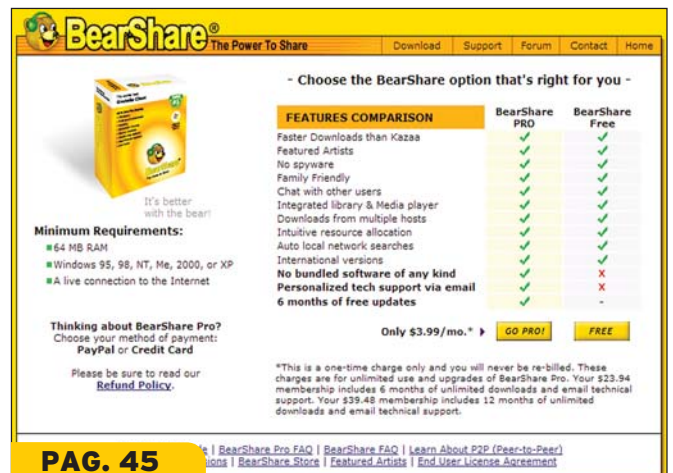 BearShare®
The Power To Share
Download Support Forum Contact Home
- Choose the BearShare option that's right for you -
FEATURES COMPARISON BearShare PRO BearShare Free
Faster Downloads than Kazaa
Featured Artists
No spyware
Family Friendly
Chat with other users
Integrated library & Media player
Downloads from multiple hosts
Intuitive resource allocation
Auto local network searches
International versions
No bundled software of any kind X
Personalized tech support via email X
6 months of free updates -
Only $3.99/mo.* GO PRO! FREE
*This is a one-time charge only and you will never be re-billed. These
charges are for unlimited use and upgrades of BearShare Pro. Your $23.94
membership includes 6 months of unlimited downloads and email technical
support. Your $39.48 membership includes 12 months of unlimited
downloads and email technical support.
It's better
with the bear!
Minimum Requirements:
64 MB RAM
Windows 95, 98, NT, Me, 2000, or XP
A live connection to the Internet
Thinking about BearShare Pro?
Choose your method of payment:
PayPal or Credit Card
Please be sure to read our
Refund Policy.
| BearShare Pro FAQ | BearShare FAQ | Learn About P2P (Peer-to-Peer)
| BearShare Store | Featured Artists | End User License Agreement
PAG. 45